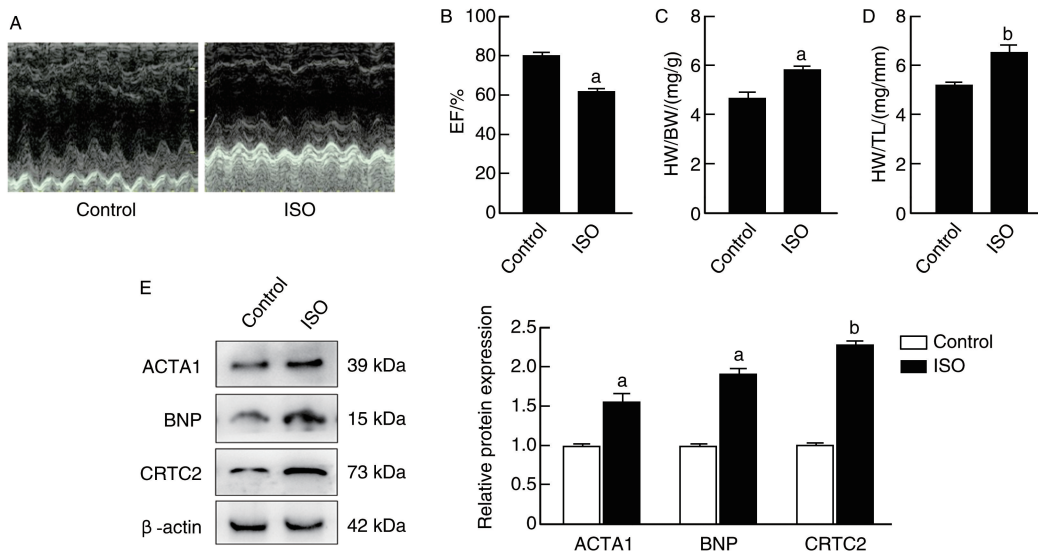 A
Control
ISO
B
EF/%
100
80
60
40
20
0
a
Control
ISO
C
HW/BW/(mg/g)
8
6
4
2
0
a
Control
ISO
D
HW/TL/(mg/mm)
8
6
4
2
0
b
Control
ISO
E
Control
ISO
ACTA1 39 kDa
BNP 15 kDa
CRTC2 73 kDa
β-actin 42 kDa
Relative protein expression
2.5
2.0
1.5
1.0
0.5
0
a
a
b
ACTA1 BNP CRTC2
Control
ISO